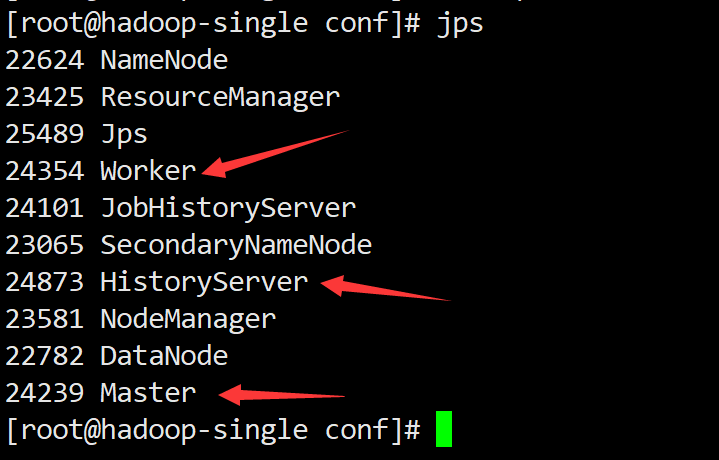 [root@hadoop-single conf]# jps
22624 NameNode
23425 ResourceManager
25489 Jps
24354 Worker
24101 JobHistoryServer
23065 SecondaryNameNode
24873 HistoryServer
23581 NodeManager
22782 DataNode
24239 Master
[root@hadoop-single conf]#